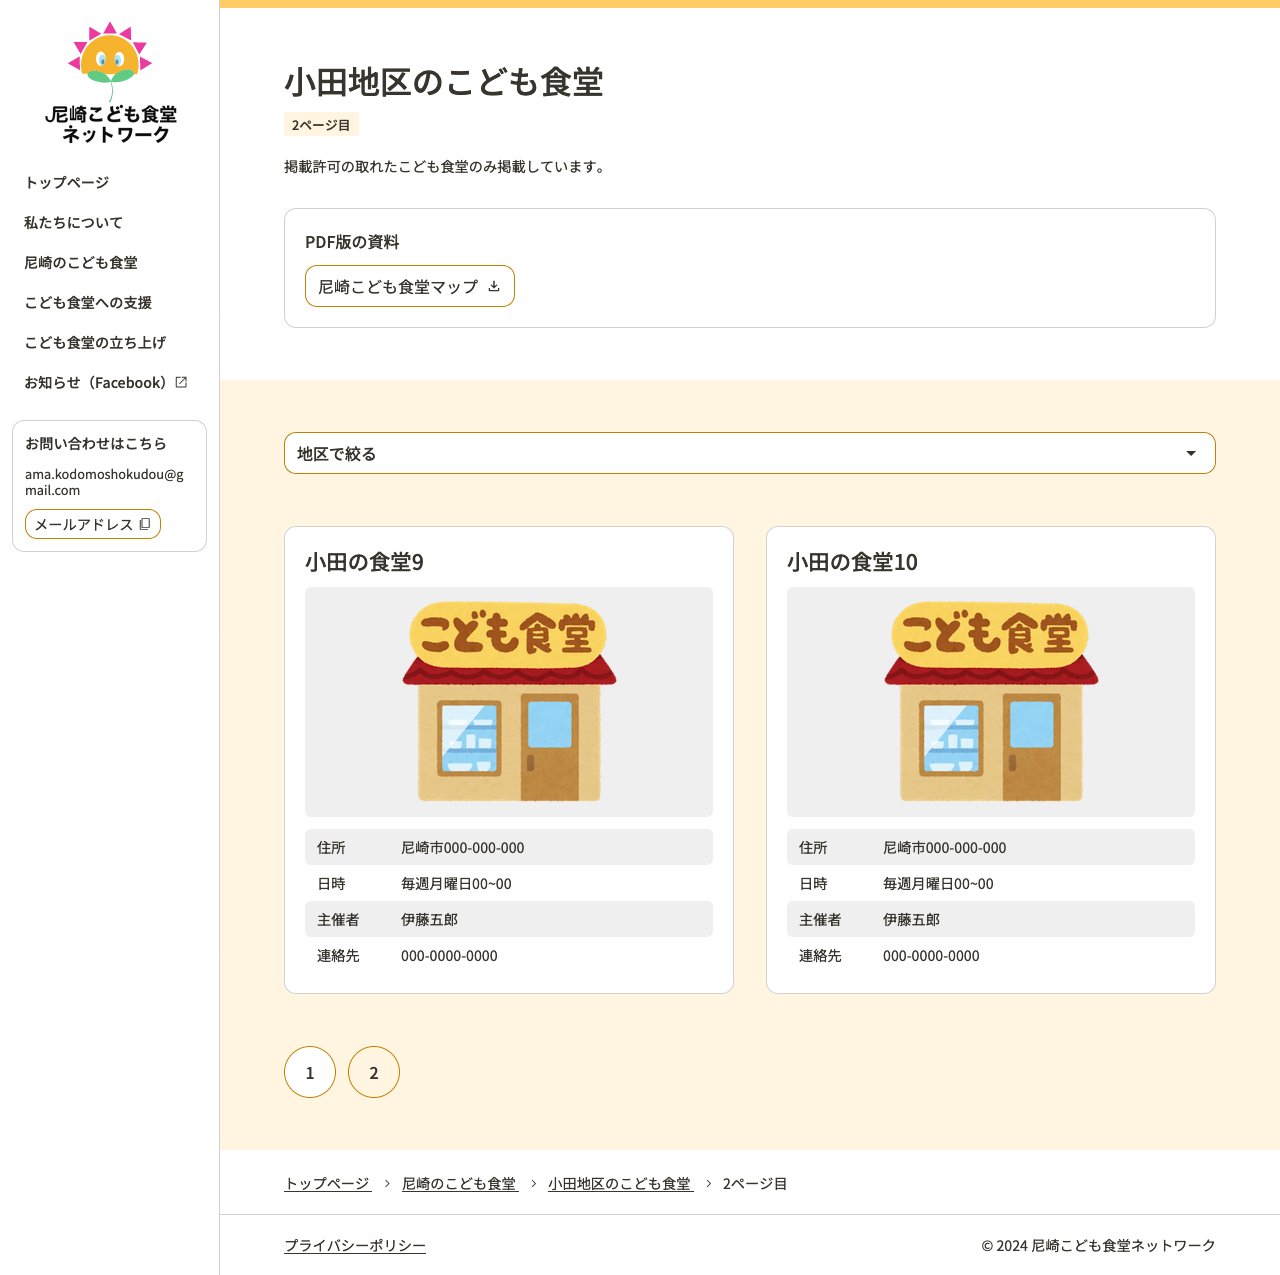 尼崎こども食堂
ネットワーク
トップページ
私たちについて
尼崎のこども食堂
こども食堂への支援
こども食堂の立ち上げ
お知らせ（Facebook）
お問い合わせはこちら
ama.kodomoshokudou@g
mail.com
メールアドレス
小田地区のこども食堂
2ページ目
掲載許可の取れたこども食堂のみ掲載しています。
PDF版の資料
尼崎こども食堂マップ
地区で絞る
小田の食堂9
こども食堂
住所 尼崎市000-000-000
日時 毎週月曜日00~00
主催者 伊藤五郎
連絡先 000-0000-0000
小田の食堂10
こども食堂
住所 尼崎市000-000-000
日時 毎週月曜日00~00
主催者 伊藤五郎
連絡先 000-0000-0000
1 2
トップページ > 尼崎のこども食堂 > 小田地区のこども食堂 > 2ページ目
プライバシーポリシー
© 2024 尼崎こども食堂ネットワーク